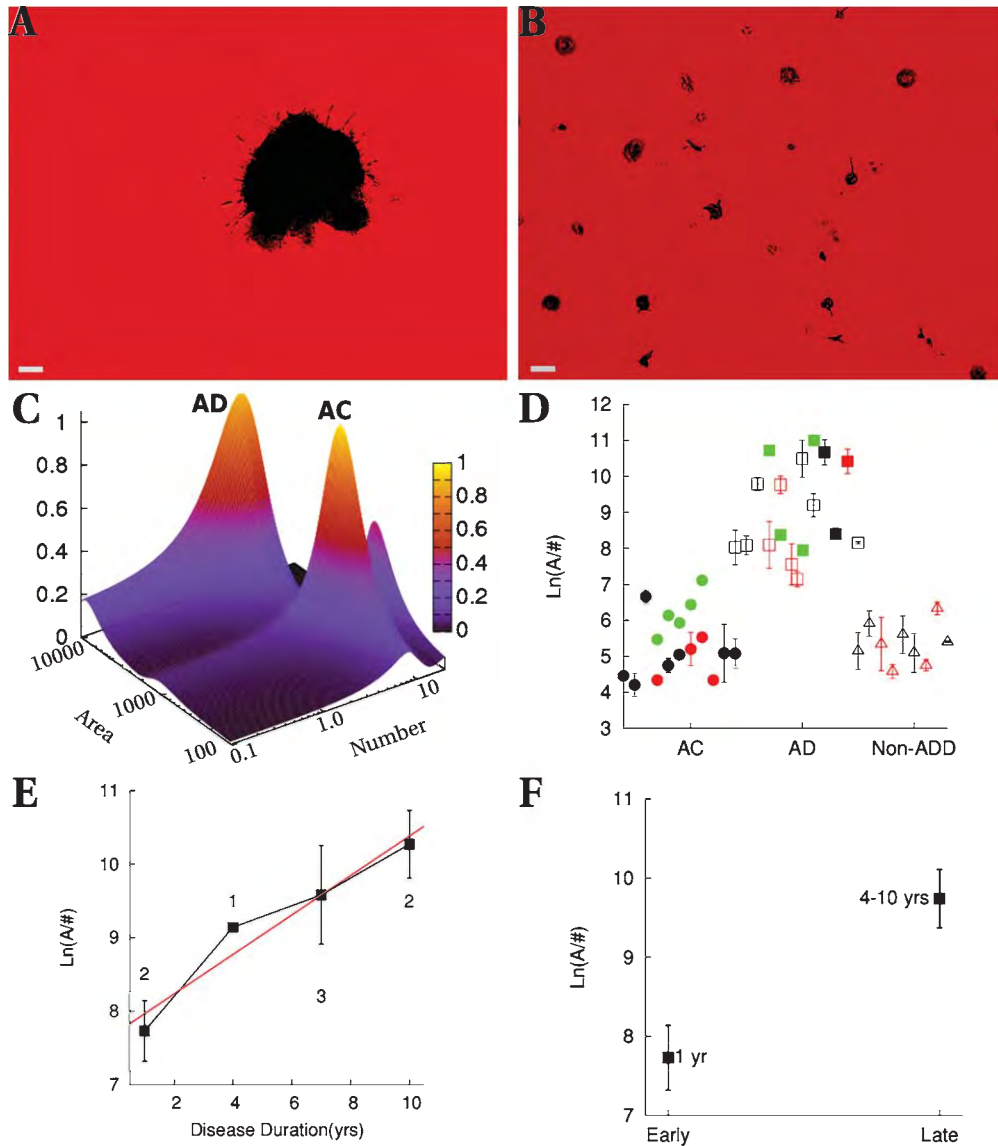 A
B
C
AD
AC
1
0.8
0.6
0.4
0.2
0
1
0.8
0.6
0.4
0.2
0
10000
1000
100
Area
0.1
1.0
10
Number
D
12
11
10
9
8
7
6
5
4
3
Ln(A/#)
AC
AD
Non-ADD
E
11
10
9
8
7
Ln(A/#)
2
1
3
2
2
4
6
8
10
Disease Duration(yrs)
F
11
10
9
8
7
Ln(A/#)
4-10 yrs
1 yr
Early
Late